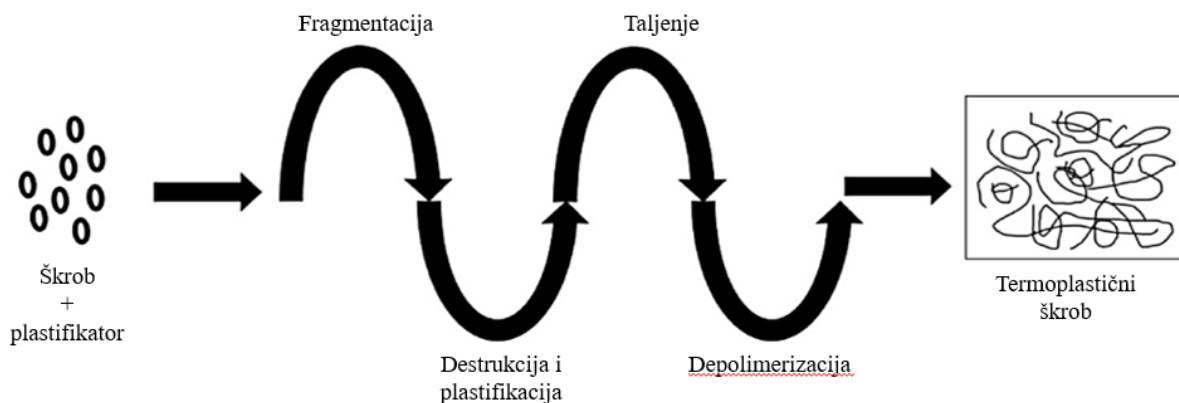 Fragmentacija
Taljenje
Škrob
+
plastifikator
Destrukcija i
plastifikacija
Depolimerizacija
Termoplastični
škrob